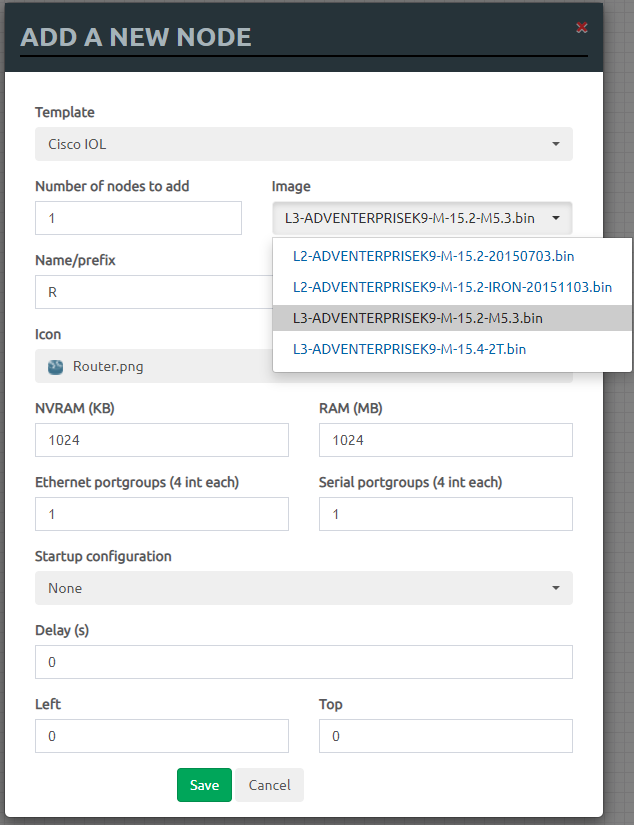 ADD A NEW NODE
Template
Cisco IOL
Number of nodes to add Image
1 L3-ADVENTERPRISEK9-M-15.2-M5.3.bin
L2-ADVENTERPRISEK9-M-15.2-20150703.bin
Name/prefix
L2-ADVENTERPRISEK9-M-15.2-IRON-20151103.bin
R
L3-ADVENTERPRISEK9-M-15.2-M5.3.bin
Icon
L3-ADVENTERPRISEK9-M-15.4-2T.bin
Router.png
NVRAM (KB) RAM (MB)
1024 1024
Ethernet portgroups (4 int each) Serial portgroups (4 int each)
1 1
Startup configuration
None
Delay (s)
0
Left Top
0 0
Save Cancel